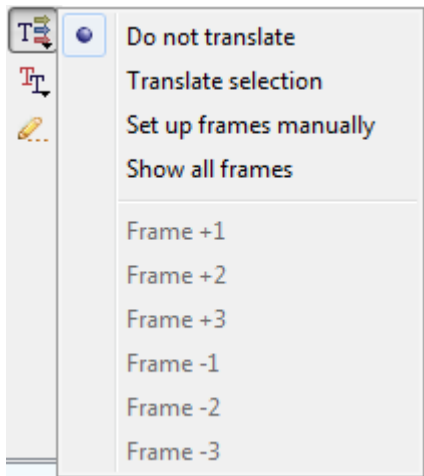 Do not translate
Translate selection
Set up frames manually
Show all frames
Frame +1
Frame +2
Frame +3
Frame -1
Frame -2
Frame -3